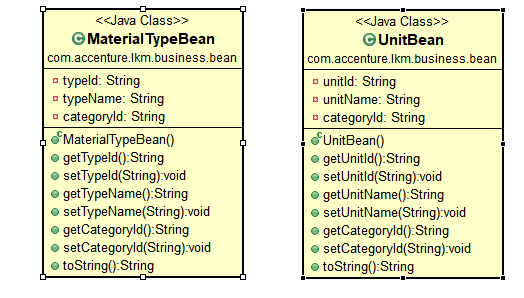 <<Java Class>>
MaterialTypeBean
com.accenture.lkm.business.bean
typeId: String
typeName: String
categoryId: String
MaterialTypeBean()
getTypeId():String
setTypeId(String):void
getTypeName():String
setTypeName(String):void
getCategoryId():String
setCategoryId(String):void
toString():String
<<Java Class>>
UnitBean
com.accenture.lkm.business.bean
unitId: String
unitName: String
categoryId: String
UnitBean()
getUnitId():String
setUnitId(String):void
getUnitName():String
setUnitName(String):void
getCategoryId():String
setCategoryId(String):void
toString():String